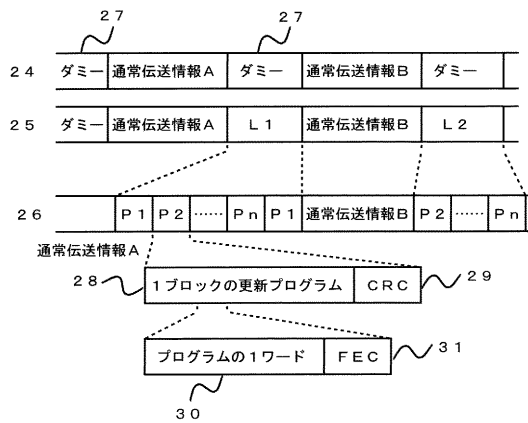 27 27
24 ダミー 通常伝送情報A ダミー 通常伝送情報B ダミー
25 ダミー 通常伝送情報A L1 通常伝送情報B L2
26 P1 P2 …… Pn P1 通常伝送情報B P2 …… Pn
通常伝送情報A
28 1ブロックの更新プログラム CRC 29
プログラムの1ワード FEC 31
30